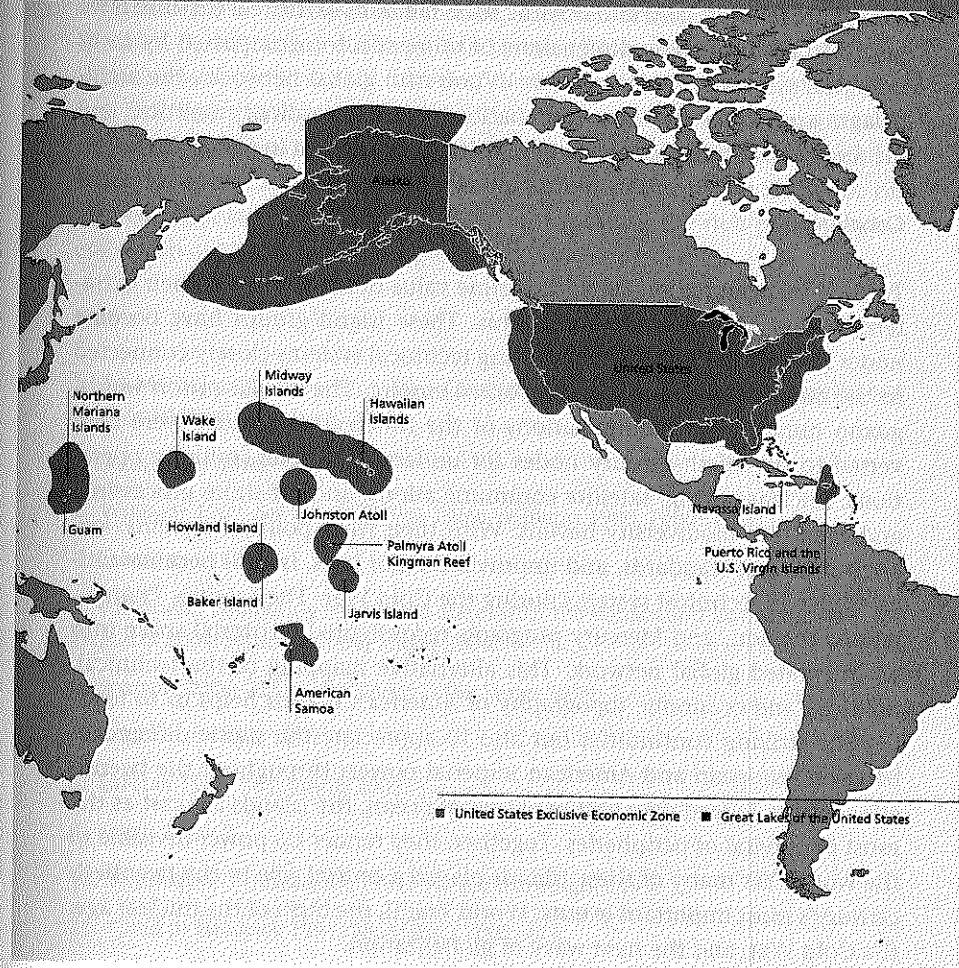 Alaska
United States
Midway
Islands
Hawaiian
Islands
Northern
Mariana
Islands
Wake
Island
Guam
Howland Island
Johnston Atoll
Palmyra Atoll
Kingman Reef
Baker Island
Jarvis Island
American
Samoa
Navassa Island
Puerto Rico and the
U.S. Virgin Islands
United States Exclusive Economic Zone
Great Lakes of the United States